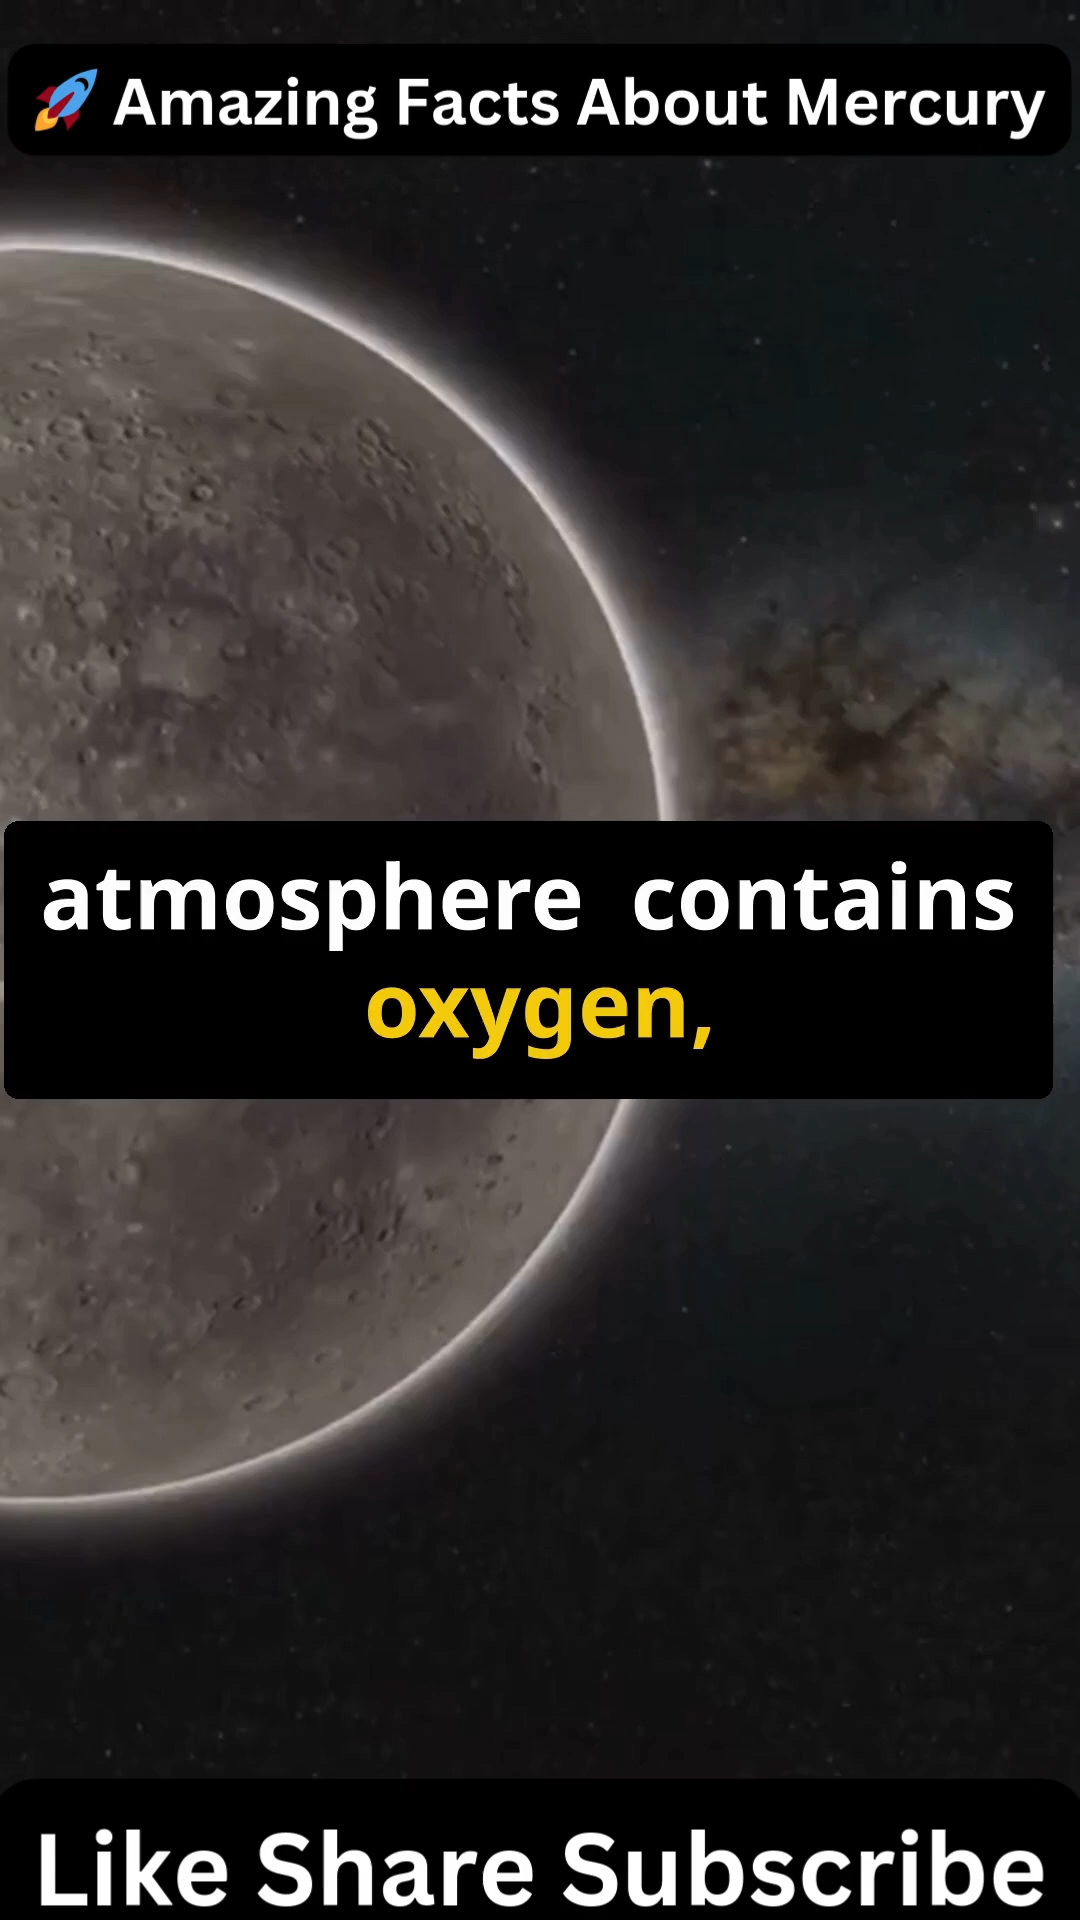 🚀 Amazing Facts About Mercury
atmosphere contains
oxygen,
Like Share Subscribe